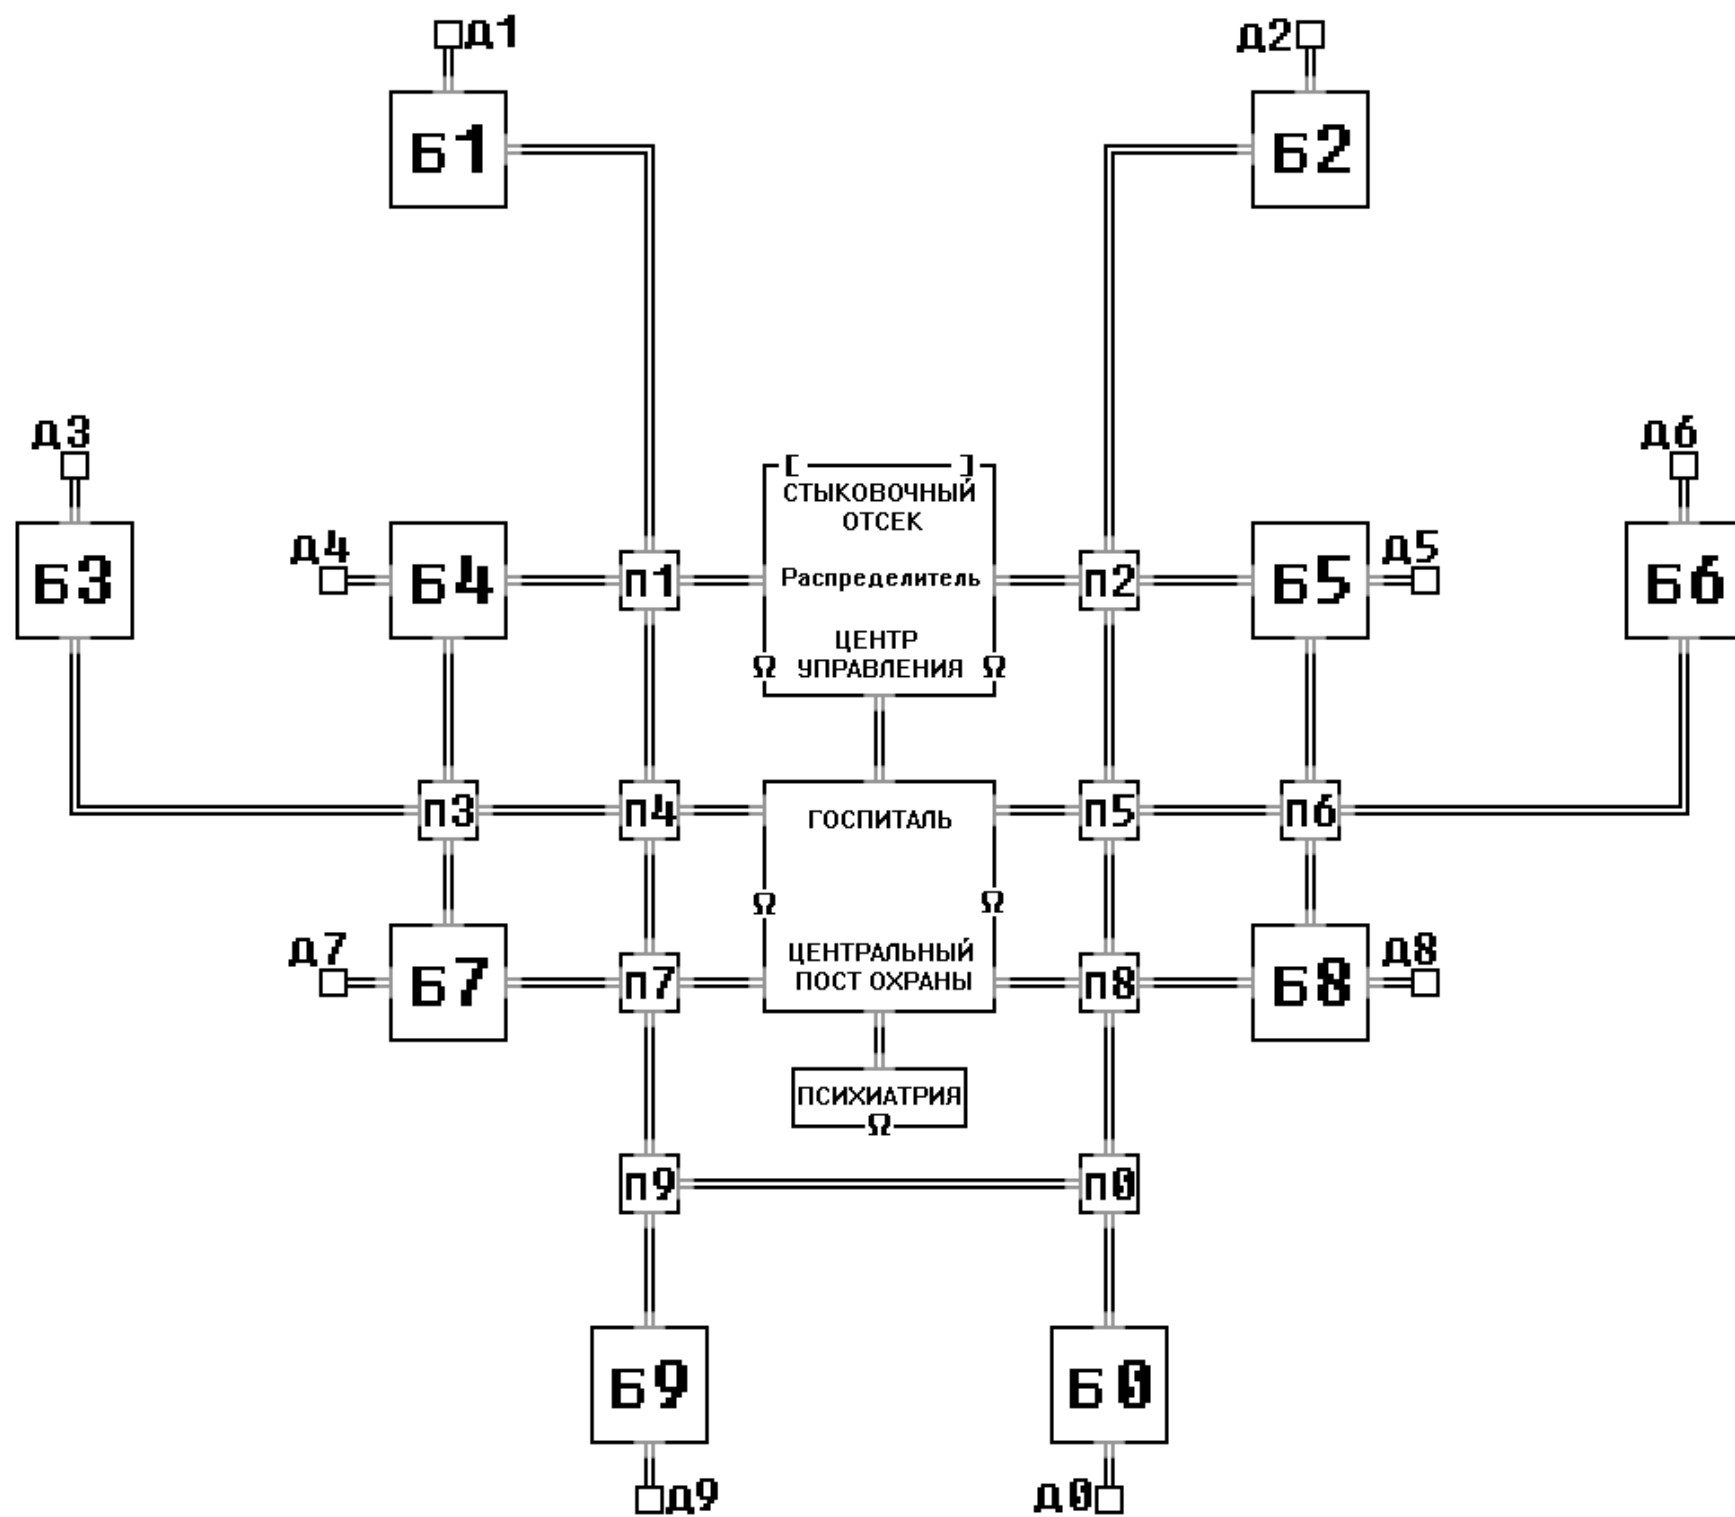 д1
д2
Б1
Б2
д3
д6
[ ]
СТЫКОВОЧНЫЙ
ОТСЕК
д4
д5
Б3
Б4
п1
Распределитель
п2
Б5
Б6
ЦЕНТР
УПРАВЛЕНИЯ
Ω
Ω
п3
п4
ГОСПИТАЛЬ
п5
п6
Ω
Ω
д7
ЦЕНТРАЛЬНЫЙ
ПОСТ ОХРАНЫ
д8
Б7
п7
п8
Б8
ПСИХИАТРИЯ
Ω
п9
п0
Б9
Б0
д9
д0